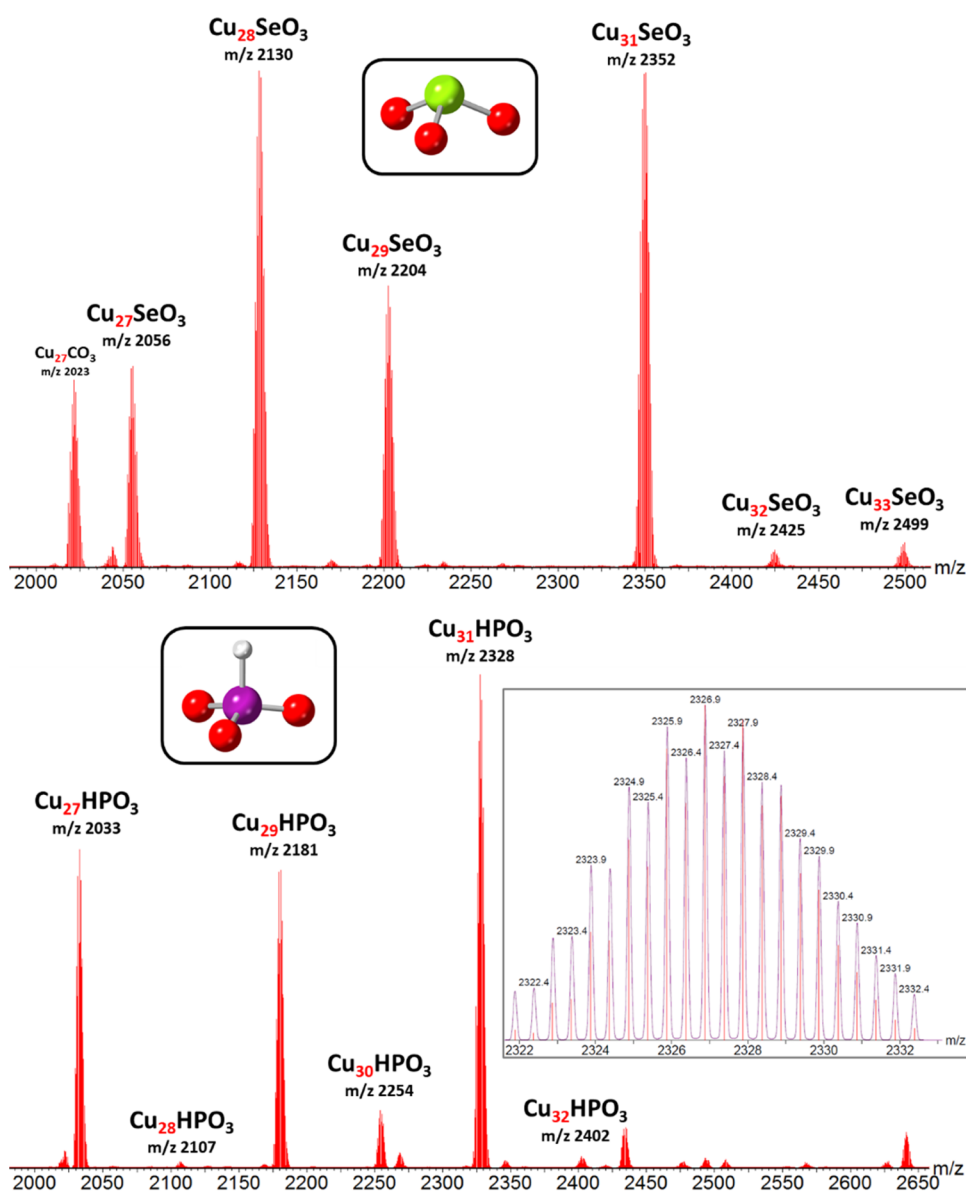 Cu28SeO3
m/z 2130
Cu31SeO3
m/z 2352
Cu29SeO3
m/z 2204
Cu27SeO3
m/z 2056
Cu27CO3
m/z 2023
Cu32SeO3
m/z 2425
Cu33SeO3
m/z 2499
2000 2050 2100 2150 2200 2250 2300 2350 2400 2450 2500 m/z
Cu31HPO3
m/z 2328
Cu27HPO3
m/z 2033
Cu29HPO3
m/z 2181
Cu30HPO3
m/z 2254
Cu28HPO3
m/z 2107
Cu32HPO3
m/z 2402
2326.9
2325.9
2327.9
2326.4
2327.4
2324.9
2328.4
2325.4
2329.4
2323.9
2329.9
2330.4
2323.4
2330.9
2331.4
2322.4
2331.9
2332.4
2322 2324 2326 2328 2330 2332 m/z
2000 2050 2100 2150 2200 2250 2300 2350 2400 2450 2500 2550 2600 2650 m/z